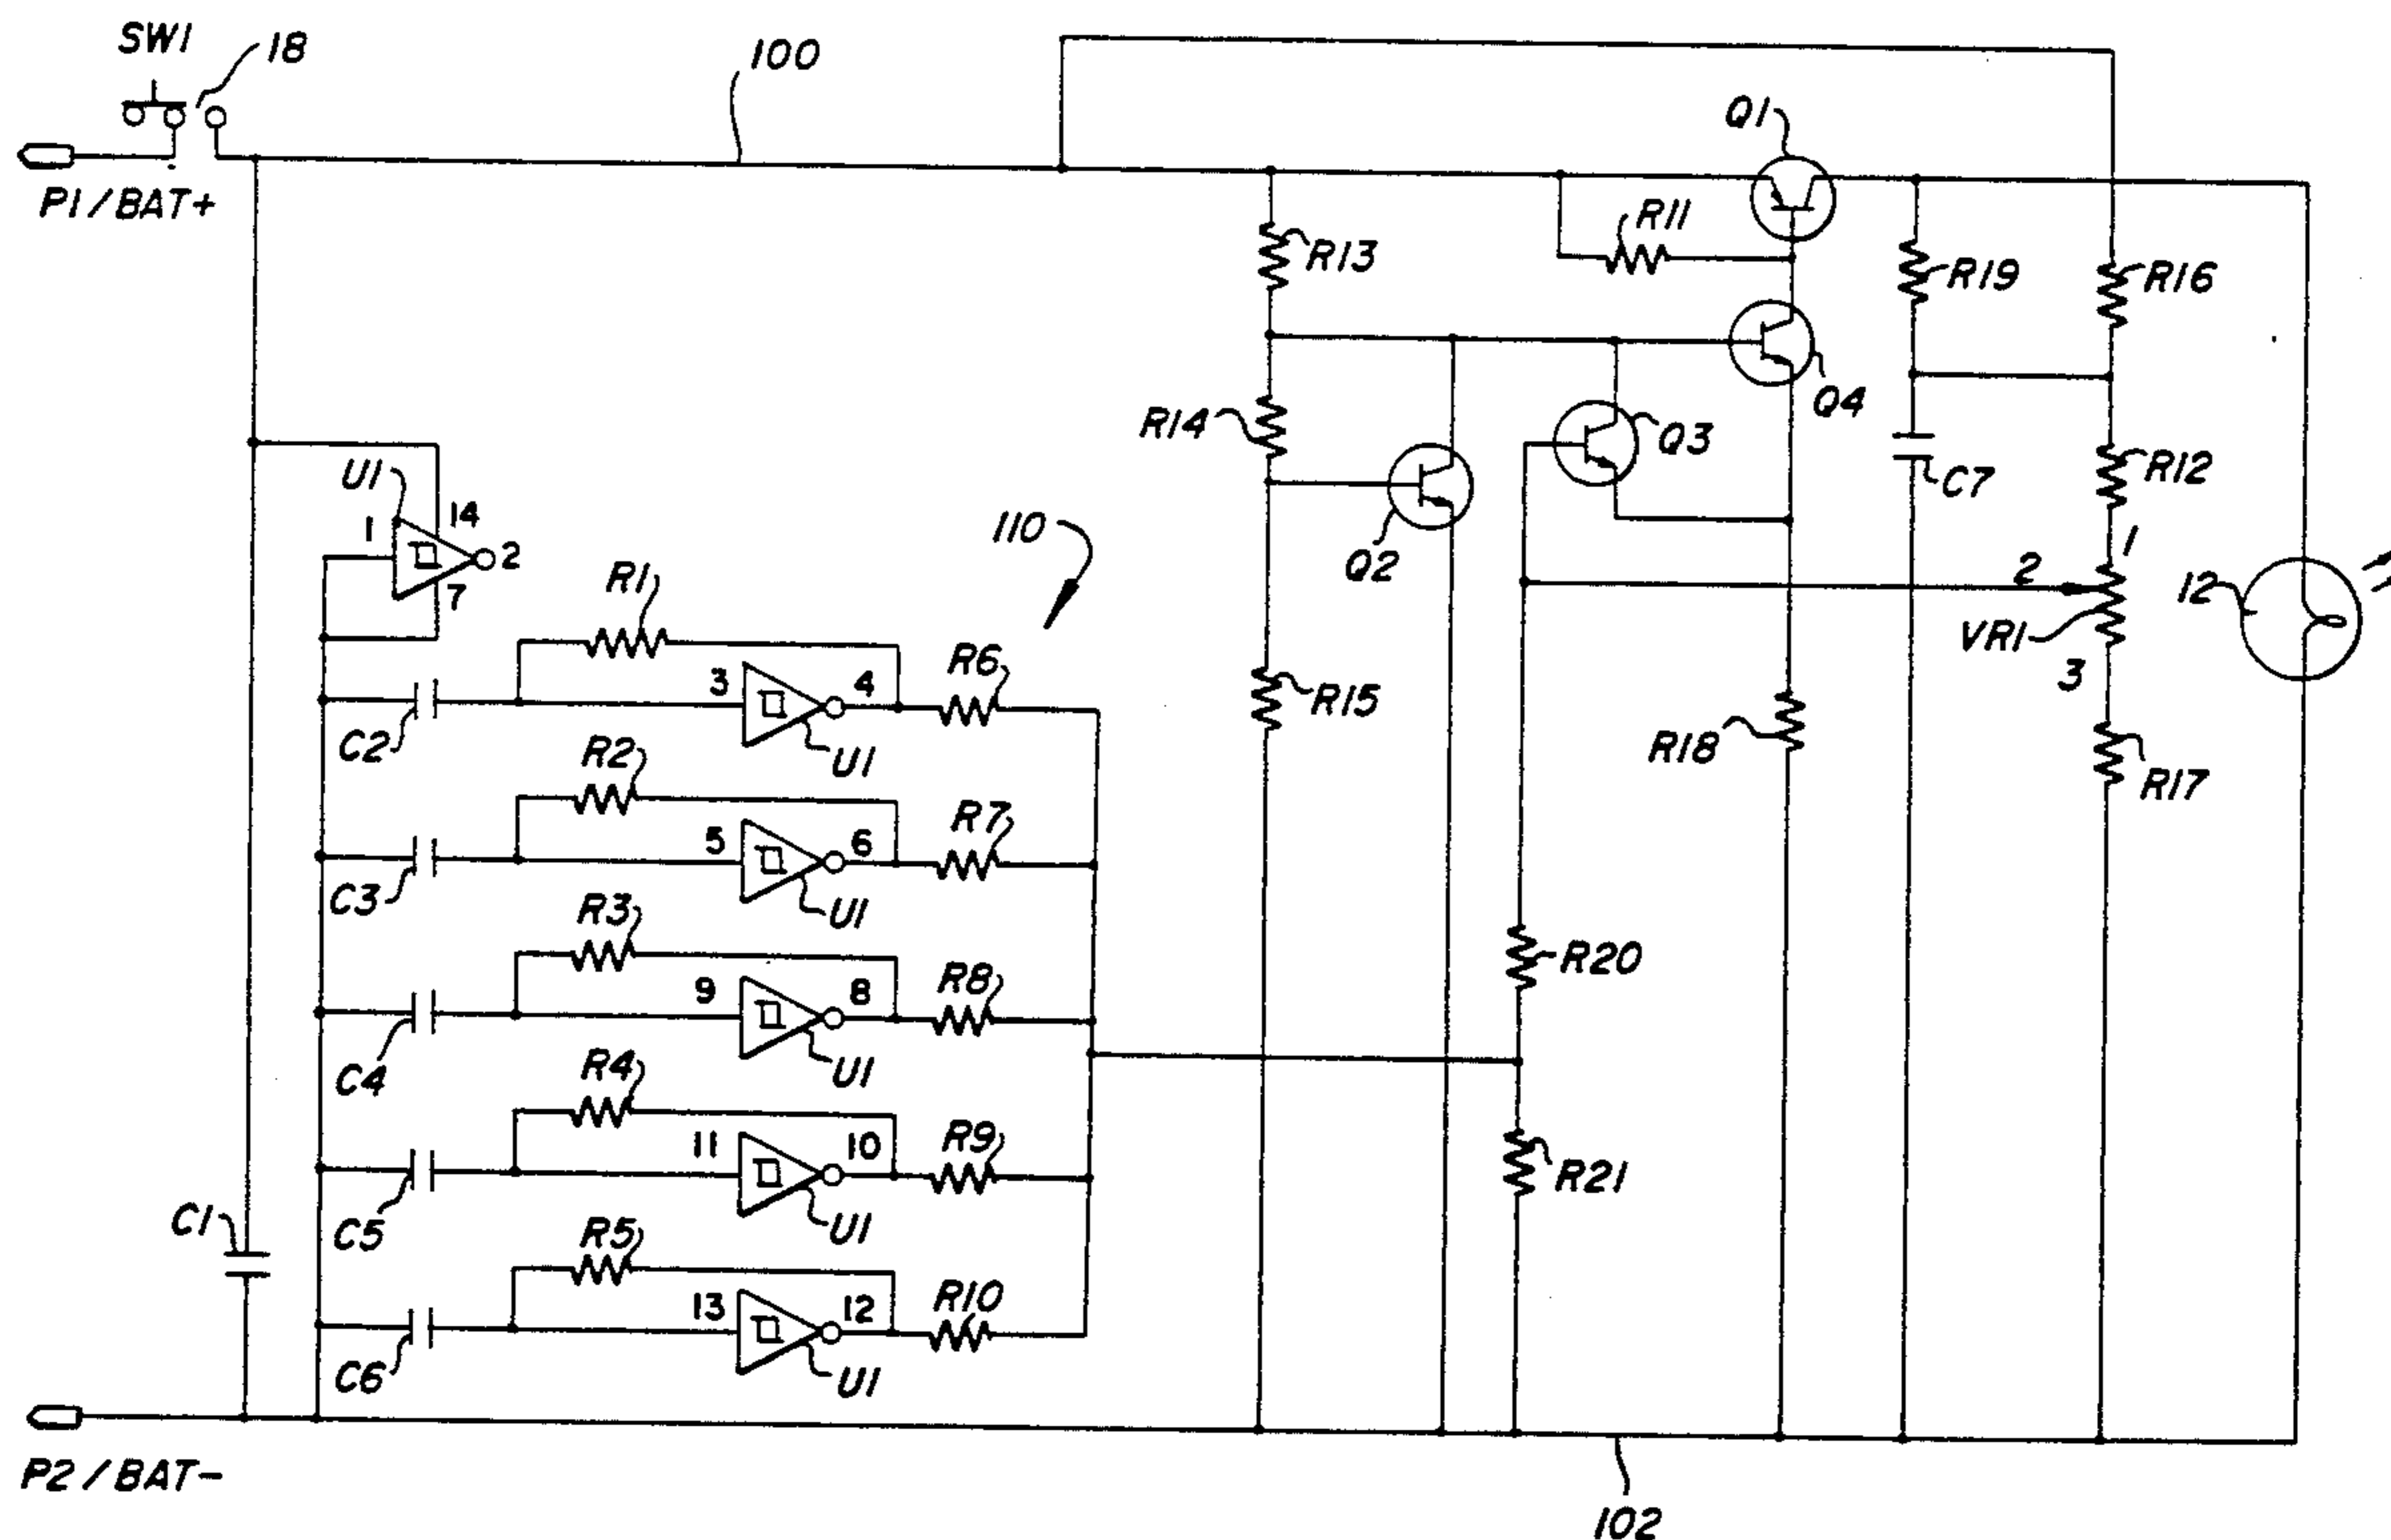 SW1
18
100
P1/BAT+
Q1
R11
R13
R19
R16
Q4
R14
Q3
R12
C7
U1
1
14
2
7
110
Q2
1
2
VR1
3
12
R1
3
4
R6
C2
U1
R15
R18
R17
R2
5
6
R7
C3
U1
R3
9
8
R8
R20
C4
U1
R4
11
10
R9
R21
C5
U1
C1
R5
13
12
R10
C6
U1
P2/BAT-
102